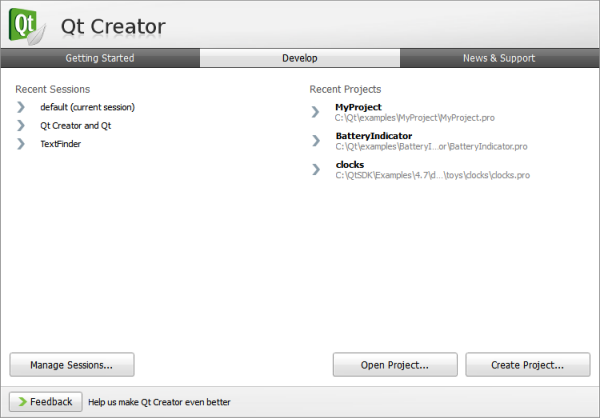 Qt Qt Creator
Getting Started Develop News & Support
Recent Sessions
default (current session)
Qt Creator and Qt
TextFinder
Recent Projects
MyProject
C:\Qt\examples\MyProject\MyProject.pro
BatteryIndicator
C:\Qt\examples\BatteryI...or\BatteryIndicator.pro
clocks
C:\QtSDK\Examples\4.7\d...\toys\clocks\clocks.pro
Manage Sessions... Open Project... Create Project...
Feedback Help us make Qt Creator even better